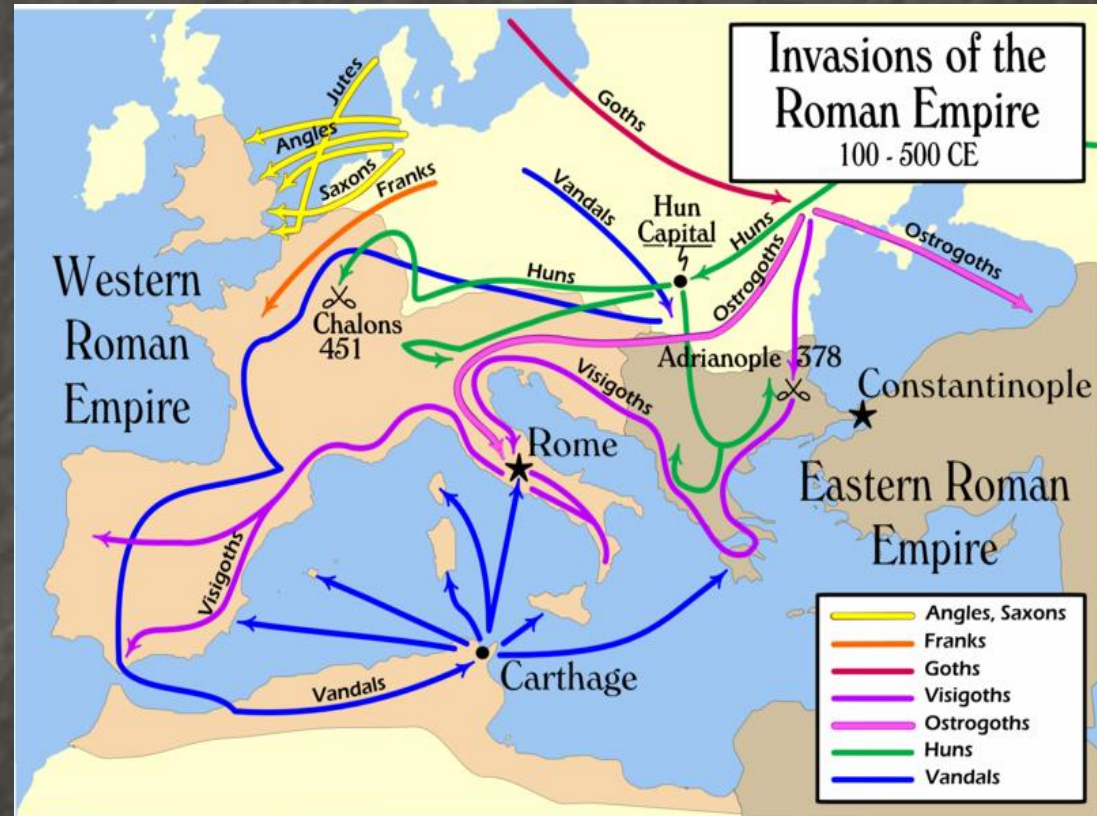 Invasions of the
Roman Empire
100 - 500 CE
Jutes
Angles
Saxons
Franks
Goths
Vandals
Hun
Capital
Huns
Ostrogoths
Ostrogoths
Western
Roman
Empire
Huns
Chalons
451
Adrianople 378
Visigoths
Constantinople
Rome
Eastern Roman
Empire
Visigoths
Vandals
Carthage
Angles, Saxons
Franks
Goths
Visigoths
Ostrogoths
Huns
Vandals